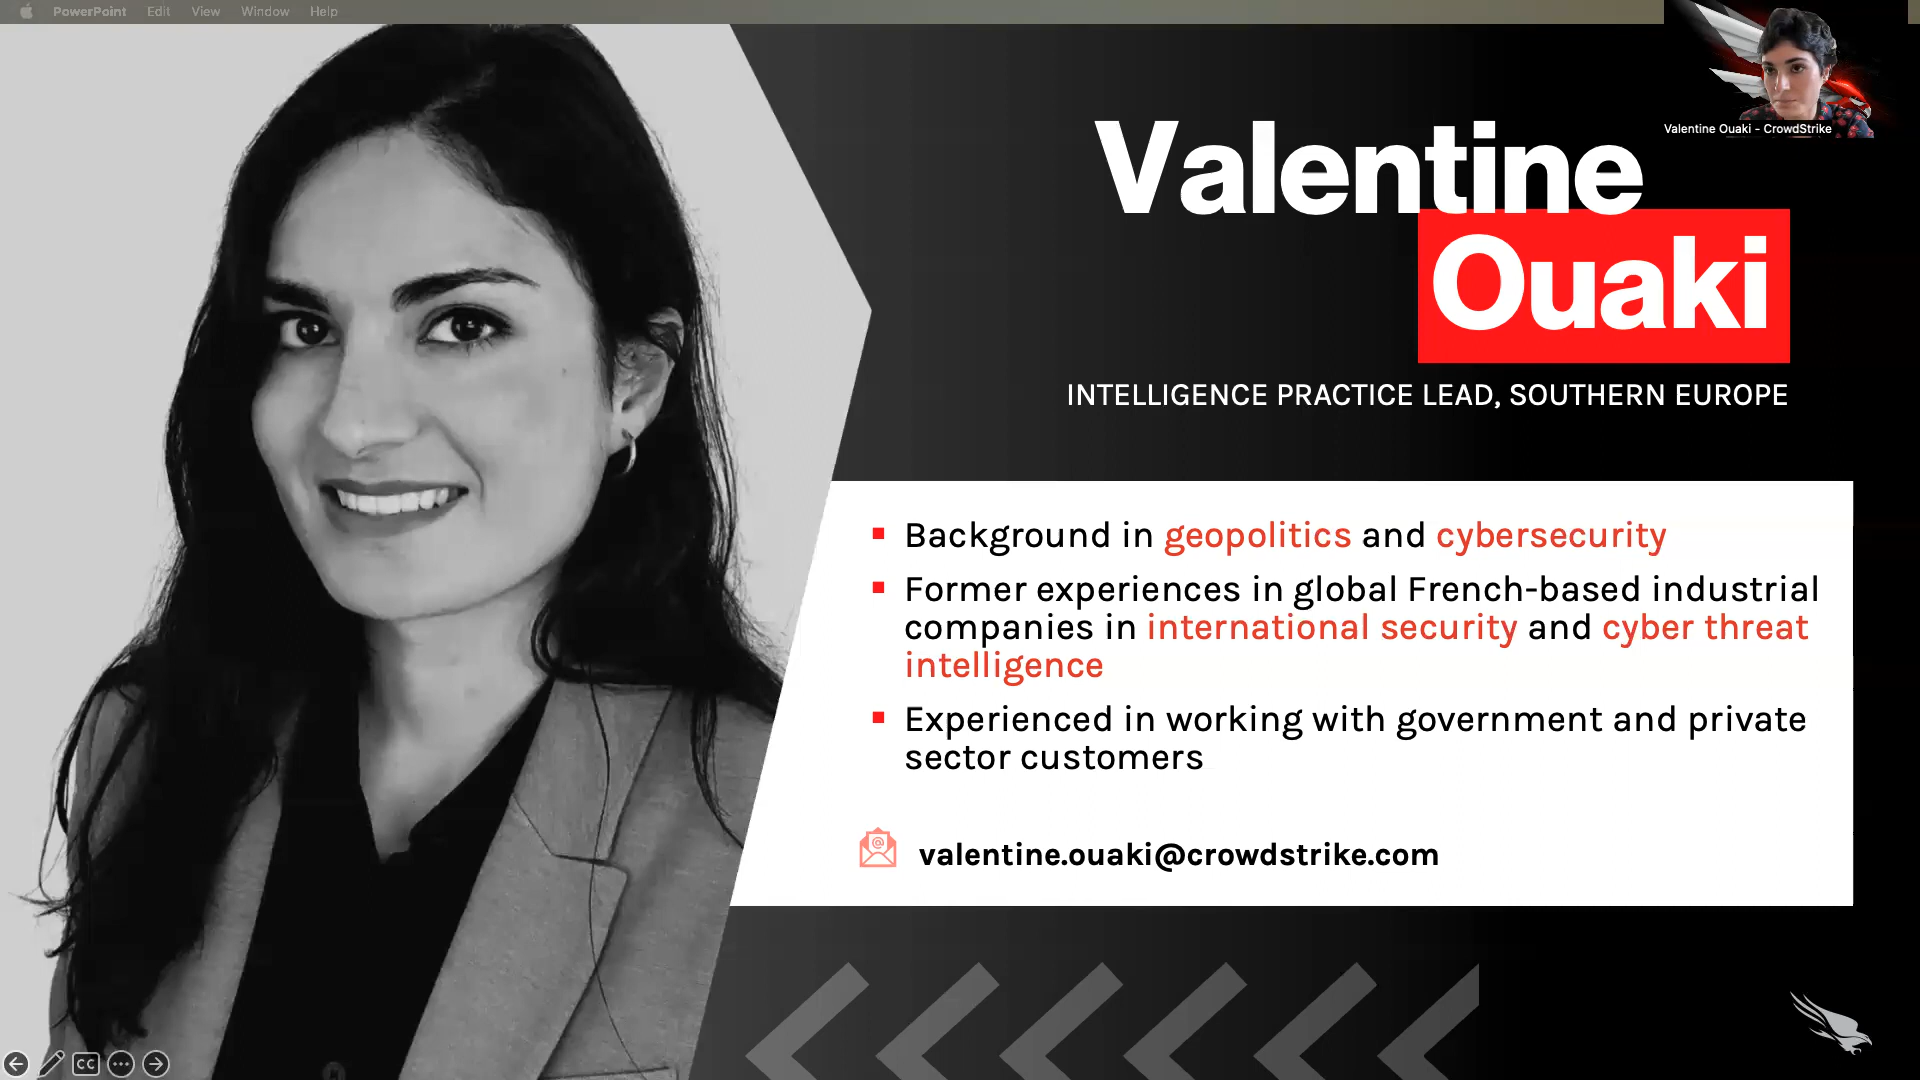 PowerPoint Edit View Window Help
Valentine Ouaki - CrowdStrike
Valentine
Ouaki
INTELLIGENCE PRACTICE LEAD, SOUTHERN EUROPE
Background in geopolitics and cybersecurity
Former experiences in global French-based industrial
companies in international security and cyber threat
intelligence
Experienced in working with government and private
sector customers
valentine.ouaki@crowdstrike.com
CC